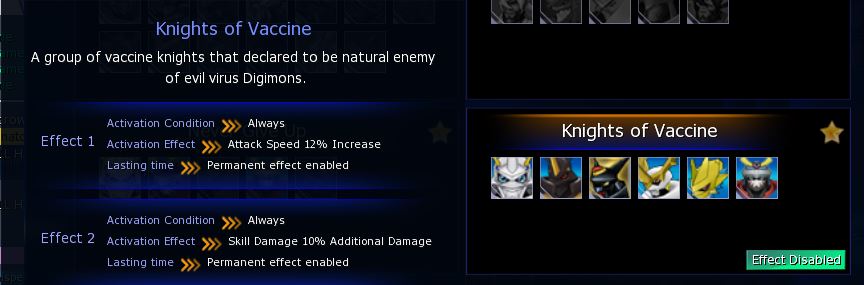 Knights of Vaccine
A group of vaccine knights that declared to be natural enemy
of evil virus Digimons.
Effect 1
Activation Condition Always
Activation Effect Attack Speed 12% Increase
Lasting time Permanent effect enabled
Effect 2
Activation Condition Always
Activation Effect Skill Damage 10% Additional Damage
Lasting time Permanent effect enabled
Knights of Vaccine
Effect Disabled